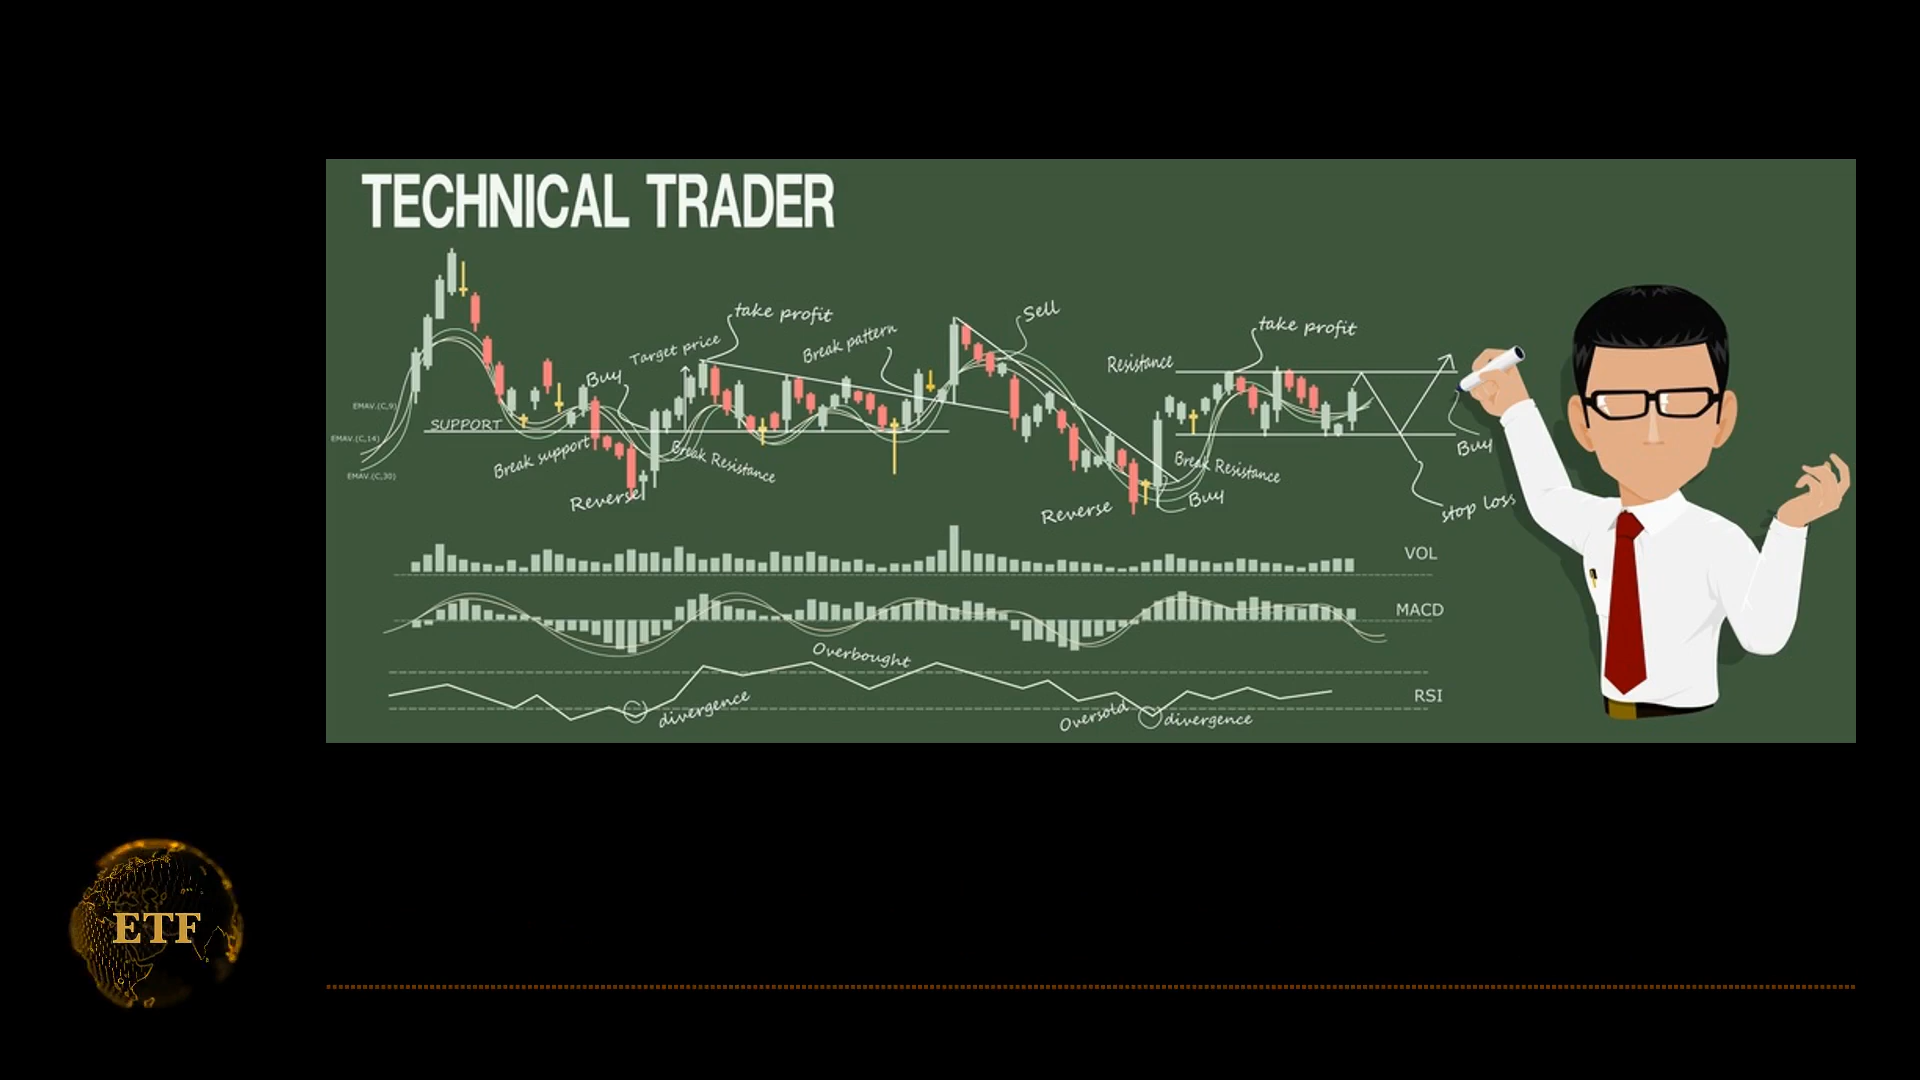 TECHNICAL TRADER
take profit
Sell
take profit
Target price
Break pattern
Resistance
Buy
EMAV.(C,9)
SUPPORT
EMAV.(C,14)
Break support
Break Resistance
Break Resistance
Buy
EMAV.(C,30)
Reverse
Reverse
Buy
stop loss
VOL
MACD
Overbought
RSI
divergence
Oversold
divergence
ETF